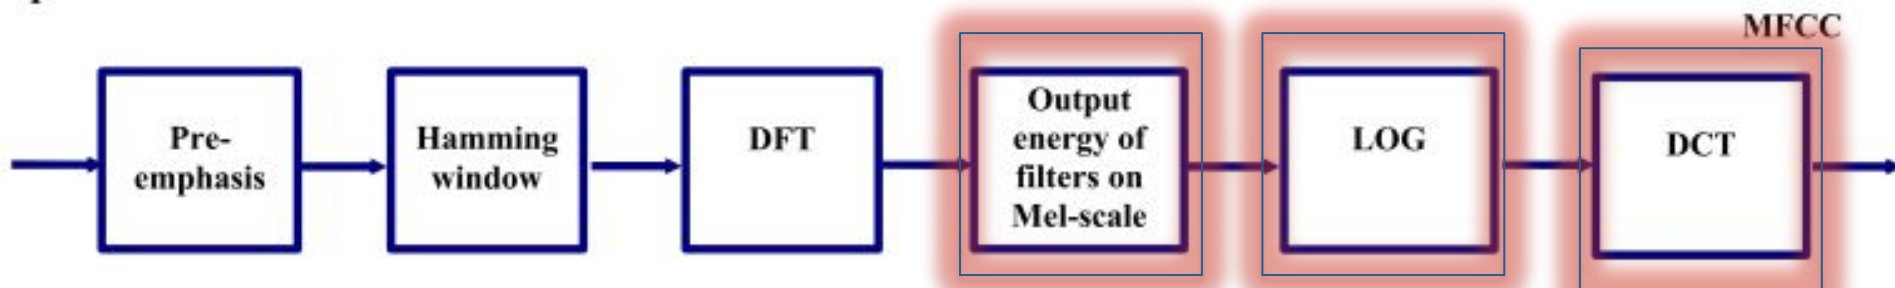 MFCC
Pre-
emphasis
Hamming
window
DFT
Output
energy of
filters on
Mel-scale
LOG
DCT